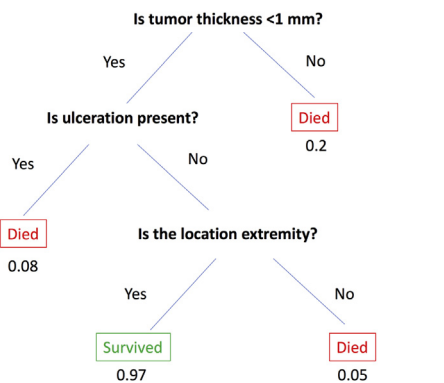 Is tumor thickness <1 mm?
Yes
No
Is ulceration present?
Died
0.2
Yes
No
Died
0.08
Is the location extremity?
Yes
No
Survived
Died
0.97
0.05